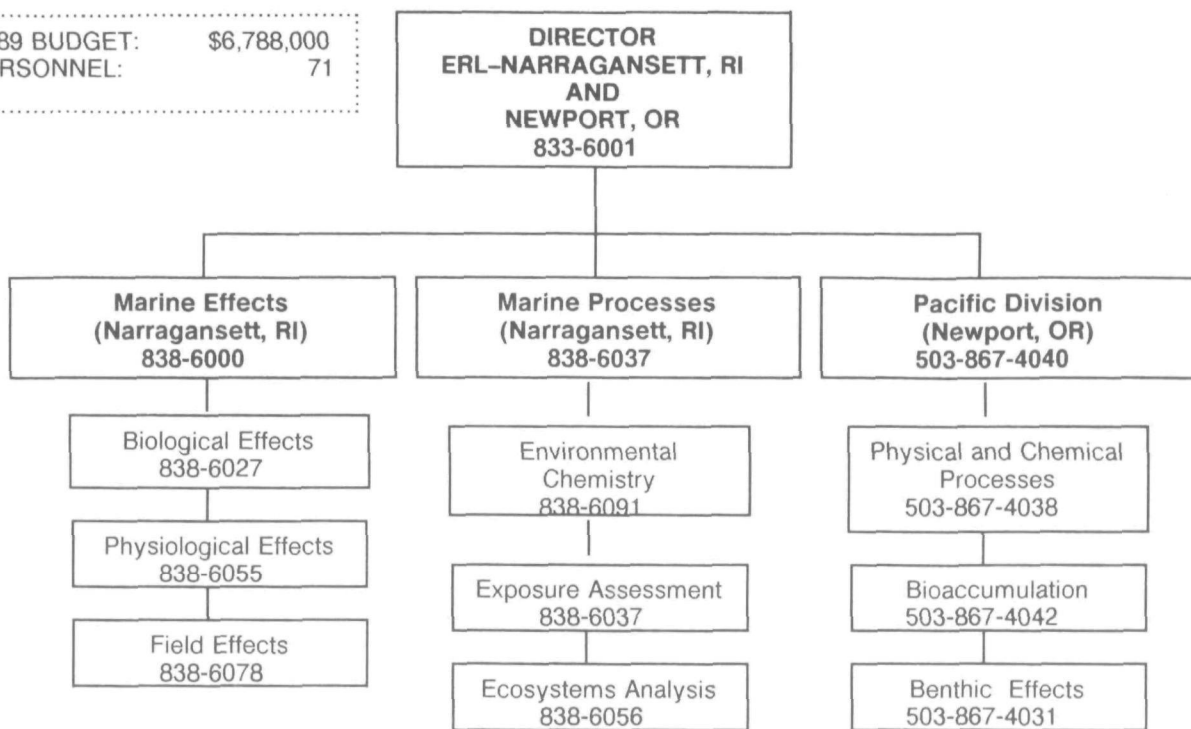 89 BUDGET: $6,788,000
ERSONNEL: 71
DIRECTOR
ERL–NARRAGANSETT, RI
AND
NEWPORT, OR
833-6001
Marine Effects
(Narragansett, RI)
838-6000
Marine Processes
(Narragansett, RI)
838-6037
Pacific Division
(Newport, OR)
503-867-4040
Biological Effects
838-6027
Physiological Effects
838-6055
Field Effects
838-6078
Environmental
Chemistry
838-6091
Exposure Assessment
838-6037
Ecosystems Analysis
838-6056
Physical and Chemical
Processes
503-867-4038
Bioaccumulation
503-867-4042
Benthic Effects
503-867-4031